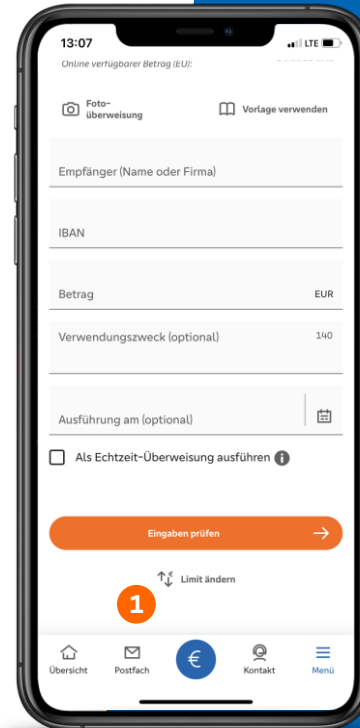 13:07
LTE
Online verfügbarer Betrag (EU):
Foto-
überweisung
Vorlage verwenden
Empfänger (Name oder Firma)
IBAN
Betrag
EUR
Verwendungszweck (optional)
140
Ausführung am (optional)
Als Echtzeit-Überweisung ausführen
Eingaben prüfen
€
Limit ändern
1
€
Übersicht
Postfach
Kontakt
Menü